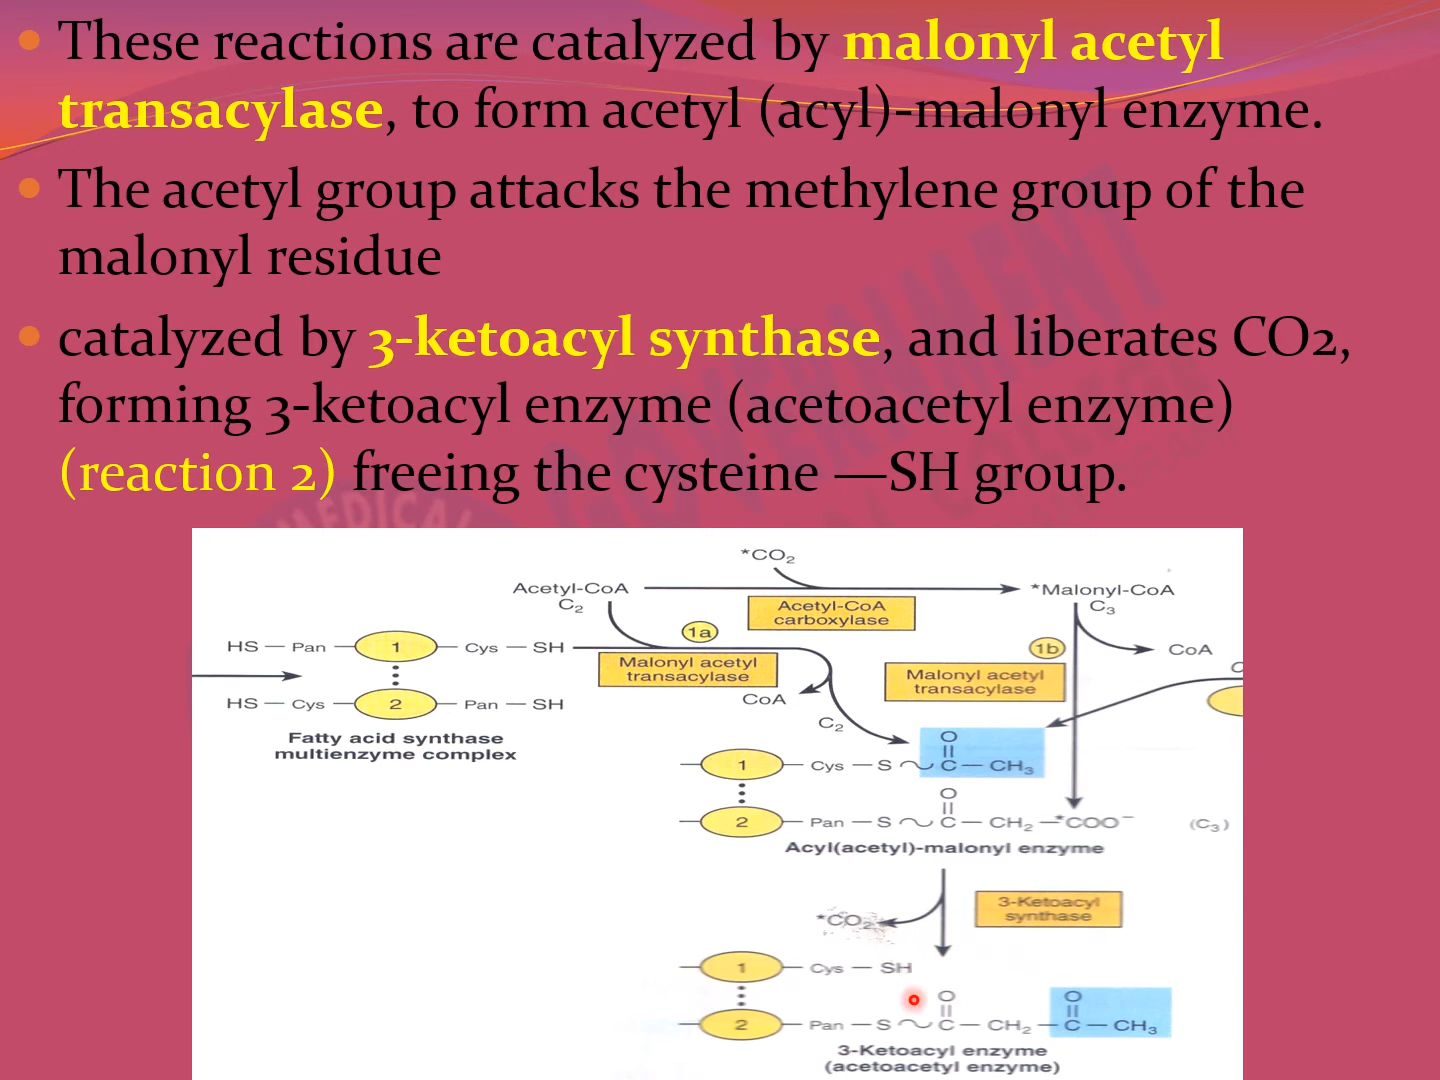 These reactions are catalyzed by malonyl acetyl
transacylase, to form acetyl (acyl)-malonyl enzyme.
The acetyl group attacks the methylene group of the
malonyl residue
catalyzed by 3-ketoacyl synthase, and liberates CO2,
forming 3-ketoacyl enzyme (acetoacetyl enzyme)
(reaction 2) freeing the cysteine —SH group.
GOVERNMENT
MEDICAL
*CO₂
Acetyl-CoA
C₂
*Malonyl-CoA
C₃
Acetyl-CoA
carboxylase
1a
1b
HS — Pan — 1 — Cys — SH
CoA
Malonyl acetyl
transacylase
Malonyl acetyl
transacylase
CoA
HS — Cys — 2 — Pan — SH
C₂
Fatty acid synthase
multienzyme complex
O
1 — Cys — S ~ C — CH₃
O
2 — Pan — S ~ C — CH₂ — *COO⁻ (C₃)
Acyl(acetyl)-malonyl enzyme
3-Ketoacyl
synthase
*CO₂
1 — Cys — SH
O O
2 — Pan — S ~ C — CH₂ — C — CH₃
3-Ketoacyl enzyme
(acetoacetyl enzyme)